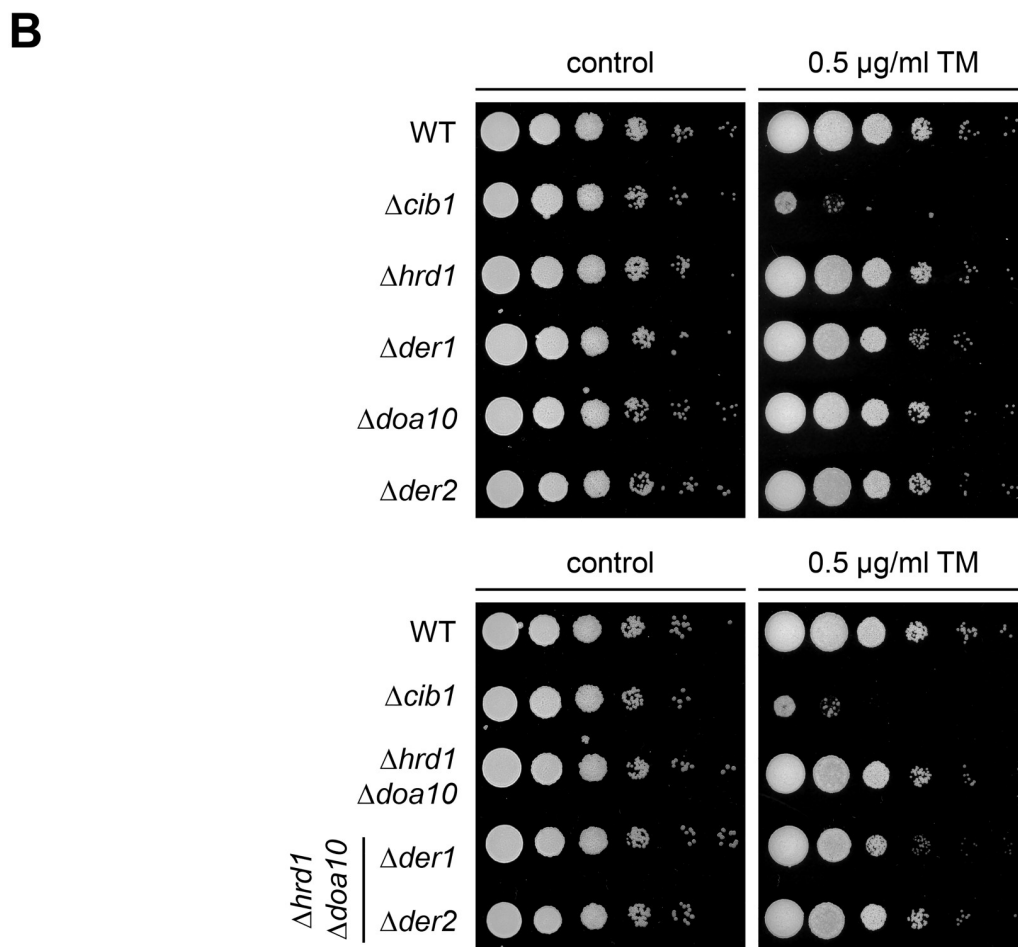 B
control 0.5 µg/ml TM
WT
Δcib1
Δhrd1
Δder1
Δdoa10
Δder2
control 0.5 µg/ml TM
WT
Δcib1
Δhrd1
Δdoa10
Δhrd1
Δdoa10
Δder1
Δder2